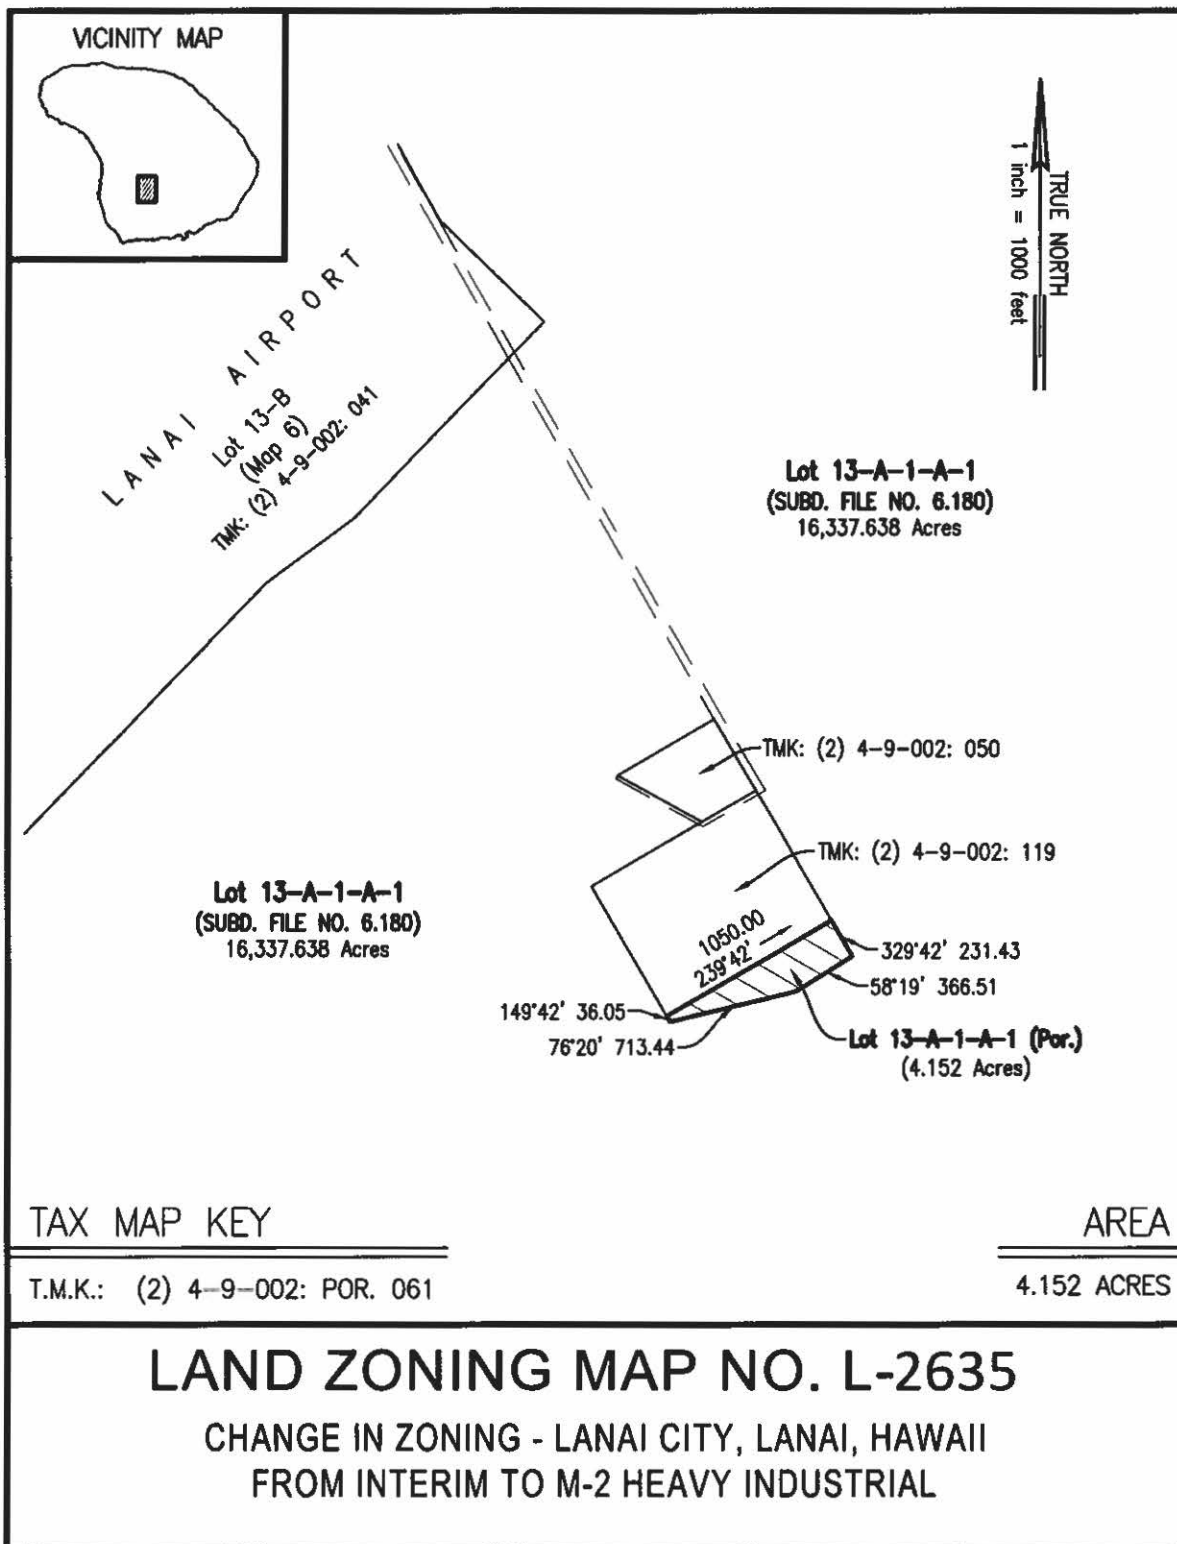 VICINITY MAP
TRUE NORTH
1 inch = 1000 feet
LANAI AIRPORT
Lot 13-B
(Map 6)
TMK: (2) 4-9-002: 041
Lot 13-A-1-A-1
(SUBD. FILE NO. 6.180)
16,337.638 Acres
TMK: (2) 4-9-002: 050
TMK: (2) 4-9-002: 119
Lot 13-A-1-A-1
(SUBD. FILE NO. 6.180)
16,337.638 Acres
1050.00
239°42'
329°42' 231.43
58°19' 366.51
149°42' 36.05
76°20' 713.44
Lot 13-A-1-A-1 (Por.)
(4.152 Acres)
TAX MAP KEY
AREA
T.M.K.: (2) 4-9-002: POR. 061
4.152 ACRES
LAND ZONING MAP NO. L-2635
CHANGE IN ZONING - LANAI CITY, LANAI, HAWAII
FROM INTERIM TO M-2 HEAVY INDUSTRIAL